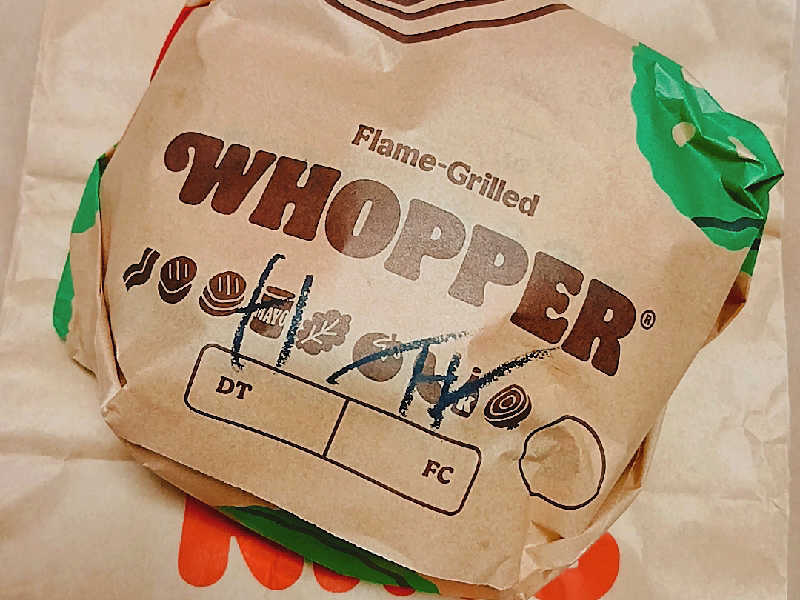 Flame-Grilled
WHOPPER®
MAYO
H
DT
FC